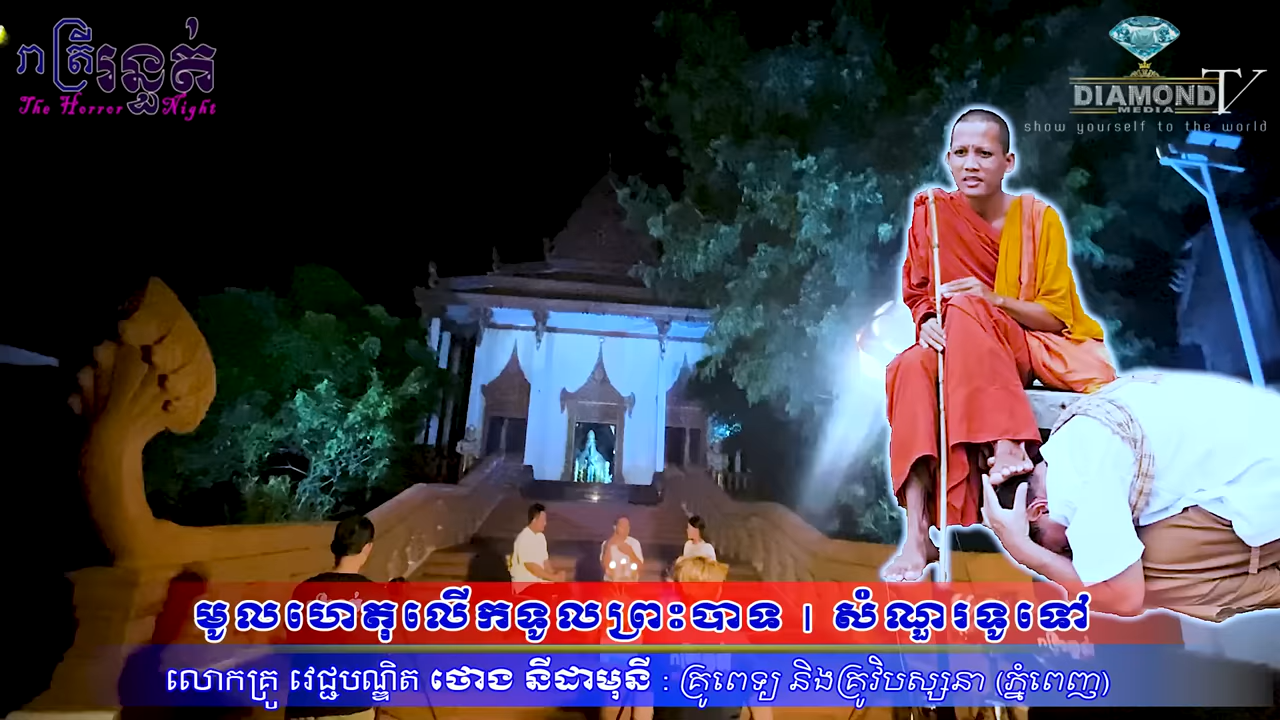 រាត្រីរន្ធត់
The Horror Night
DIAMOND TV
MEDIA
show yourself to the world
មូលហេតុលើកទូលព្រះបាទ | សំណួរទូទៅ
លោកគ្រូ វេជ្ជបណ្ឌិត ថោង នីដាមុនី : គ្រូពេទ្យ និងគ្រូវិបស្សនា (ភ្នំពេញ)